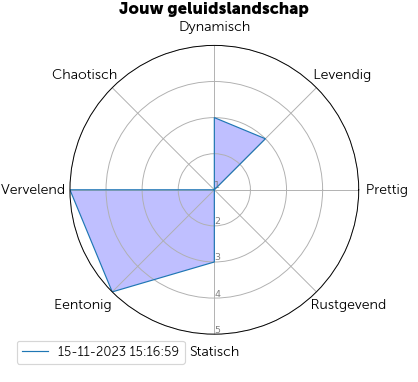 Jouw geluidslandschap
Dynamisch
Chaotisch
Levendig
Vervelend
1
Prettig
2
3
4
Eentonig
Rustgevend
5
15-11-2023 15:16:59
Statisch